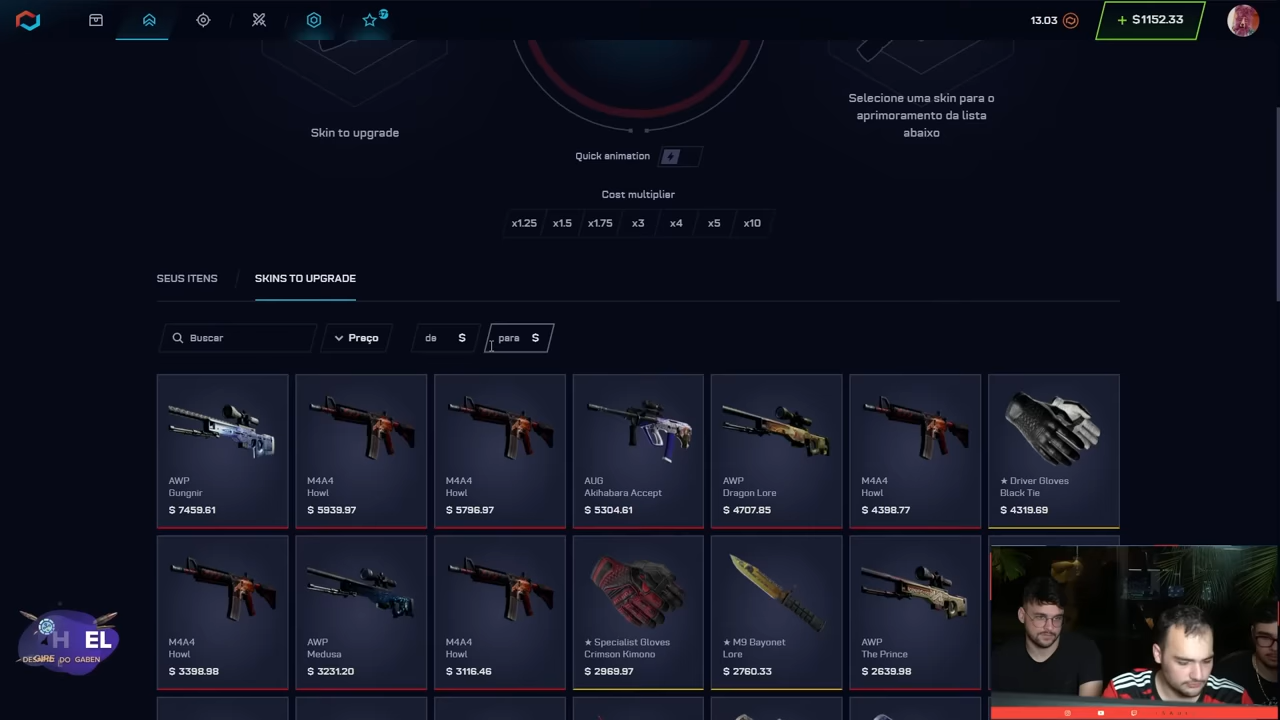 13.03
+ $1152.33
7
Skin to upgrade
Selecione uma skin para o
aprimoramento da lista
abaixo
Quick animation
Cost multiplier
x1.25 x1.5 x1.75 x3 x4 x5 x10
SEUS ITENS
SKINS TO UPGRADE
Buscar
Preço
de $
para $
AWP
Gungnir
$ 7459.61
M4A4
Howl
$ 5939.97
M4A4
Howl
$ 5796.97
AUG
Akihabara Accept
$ 5304.61
AWP
Dragon Lore
$ 4707.85
M4A4
Howl
$ 4398.77
★ Driver Gloves
Black Tie
$ 4319.69
M4A4
Howl
$ 3398.98
AWP
Medusa
$ 3231.20
M4A4
Howl
$ 3116.46
★ Specialist Gloves
Crimson Kimono
$ 2969.97
★ M9 Bayonet
Lore
$ 2760.33
AWP
The Prince
$ 2639.98
EL
DO GABEN